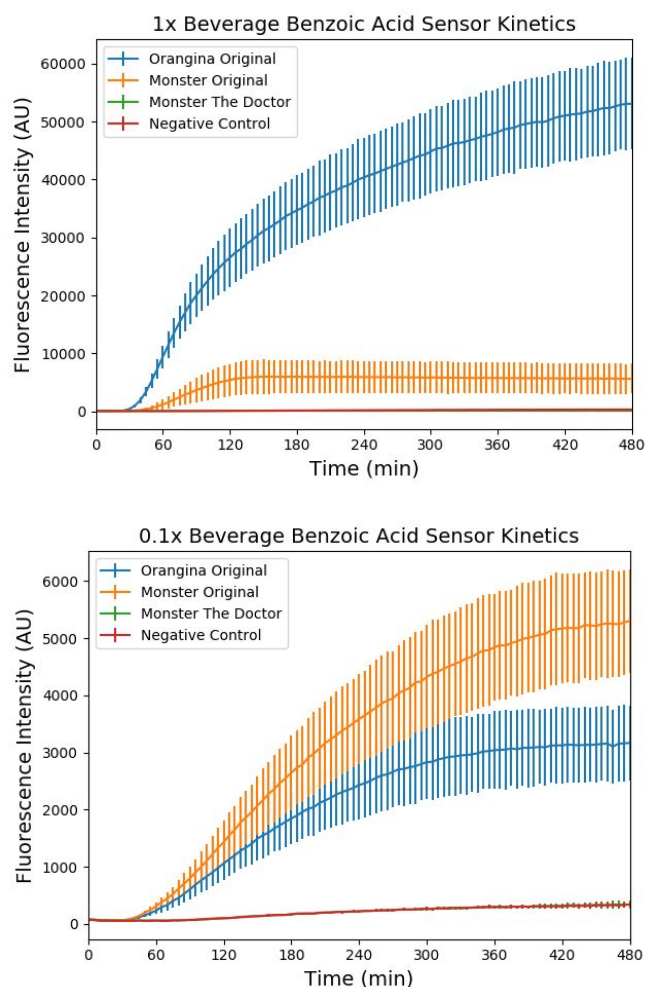 1x Beverage Benzoic Acid Sensor Kinetics
Fluorescence Intensity (AU)
60000
50000
40000
30000
20000
10000
0
Orangina Original
Monster Original
Monster The Doctor
Negative Control
0 60 120 180 240 300 360 420 480
Time (min)
0.1x Beverage Benzoic Acid Sensor Kinetics
Fluorescence Intensity (AU)
6000
5000
4000
3000
2000
1000
0
Orangina Original
Monster Original
Monster The Doctor
Negative Control
0 60 120 180 240 300 360 420 480
Time (min)